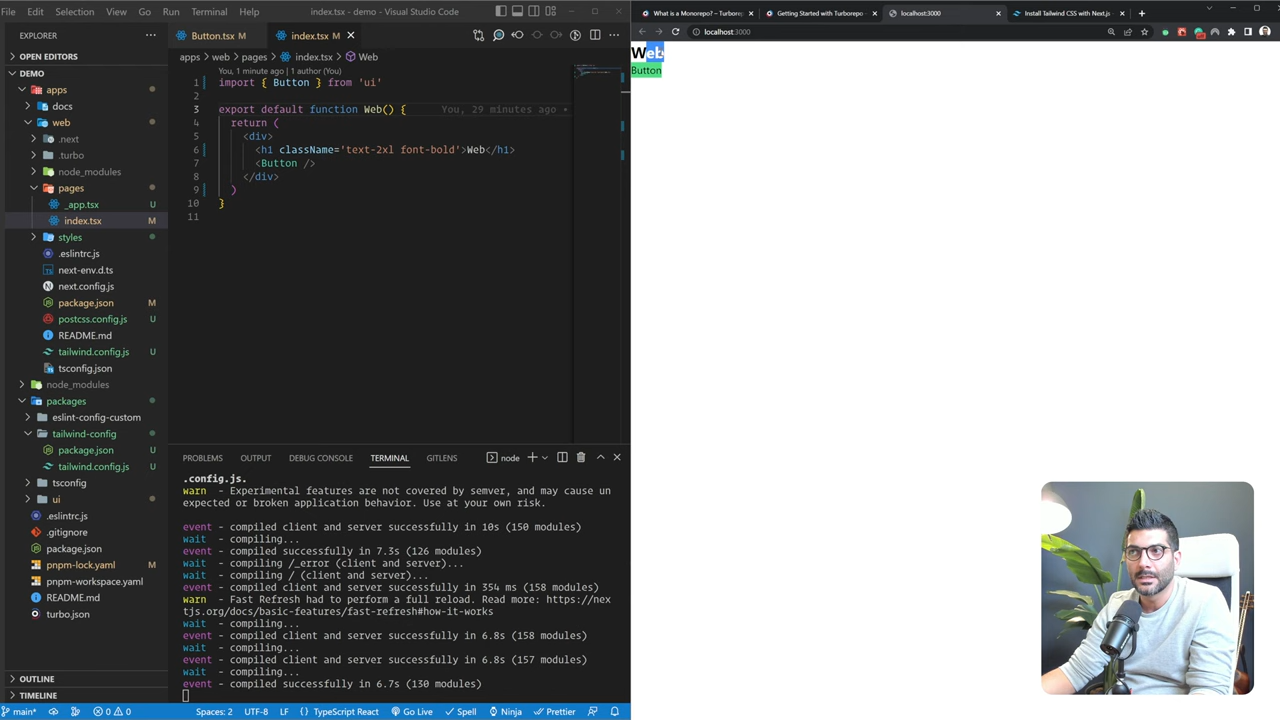 File Edit Selection View Go Run Terminal Help
index.tsx - demo - Visual Studio Code
What is a Monorepo? – Turborep
Getting Started with Turborepo
localhost:3000
Install Tailwind CSS with Next.js
localhost:3000
EXPLORER
OPEN EDITORS
DEMO
apps
docs
web
.next
.turbo
node_modules
pages
_app.tsx U
index.tsx M
styles
.eslintrc.js
next-env.d.ts
next.config.js
package.json M
postcss.config.js U
README.md
tailwind.config.js U
tsconfig.json
node_modules
packages
eslint-config-custom
tailwind-config
package.json U
tailwind.config.js U
tsconfig
ui
.eslintrc.js
.gitignore
package.json
pnpm-lock.yaml M
pnpm-workspace.yaml
README.md
turbo.json
OUTLINE
TIMELINE
Button.tsx M
index.tsx M
apps > web > pages > index.tsx > Web
You, 1 minute ago | 1 author (You)
1 import { Button } from 'ui'
2
3 export default function Web() { You, 29 minutes ago •
4 return (
5 <div>
6 <h1 className='text-2xl font-bold'>Web</h1>
7 <Button />
8 </div>
9 )
10 }
11
PROBLEMS OUTPUT DEBUG CONSOLE TERMINAL GITLENS
node
.config.js.
warn - Experimental features are not covered by semver, and may cause un
expected or broken application behavior. Use at your own risk.
event - compiled client and server successfully in 10s (150 modules)
wait - compiling...
event - compiled successfully in 7.3s (126 modules)
wait - compiling /_error (client and server)...
wait - compiling / (client and server)...
event - compiled client and server successfully in 354 ms (158 modules)
warn - Fast Refresh had to perform a full reload. Read more: https://nex
tjs.org/docs/basic-features/fast-refresh#how-it-works
wait - compiling...
event - compiled client and server successfully in 6.8s (158 modules)
wait - compiling...
event - compiled client and server successfully in 6.8s (157 modules)
wait - compiling...
event - compiled successfully in 6.7s (130 modules)
main*
0 0
Spaces: 2 UTF-8 LF TypeScript React Go Live Spell Ninja Prettier
Web
Button